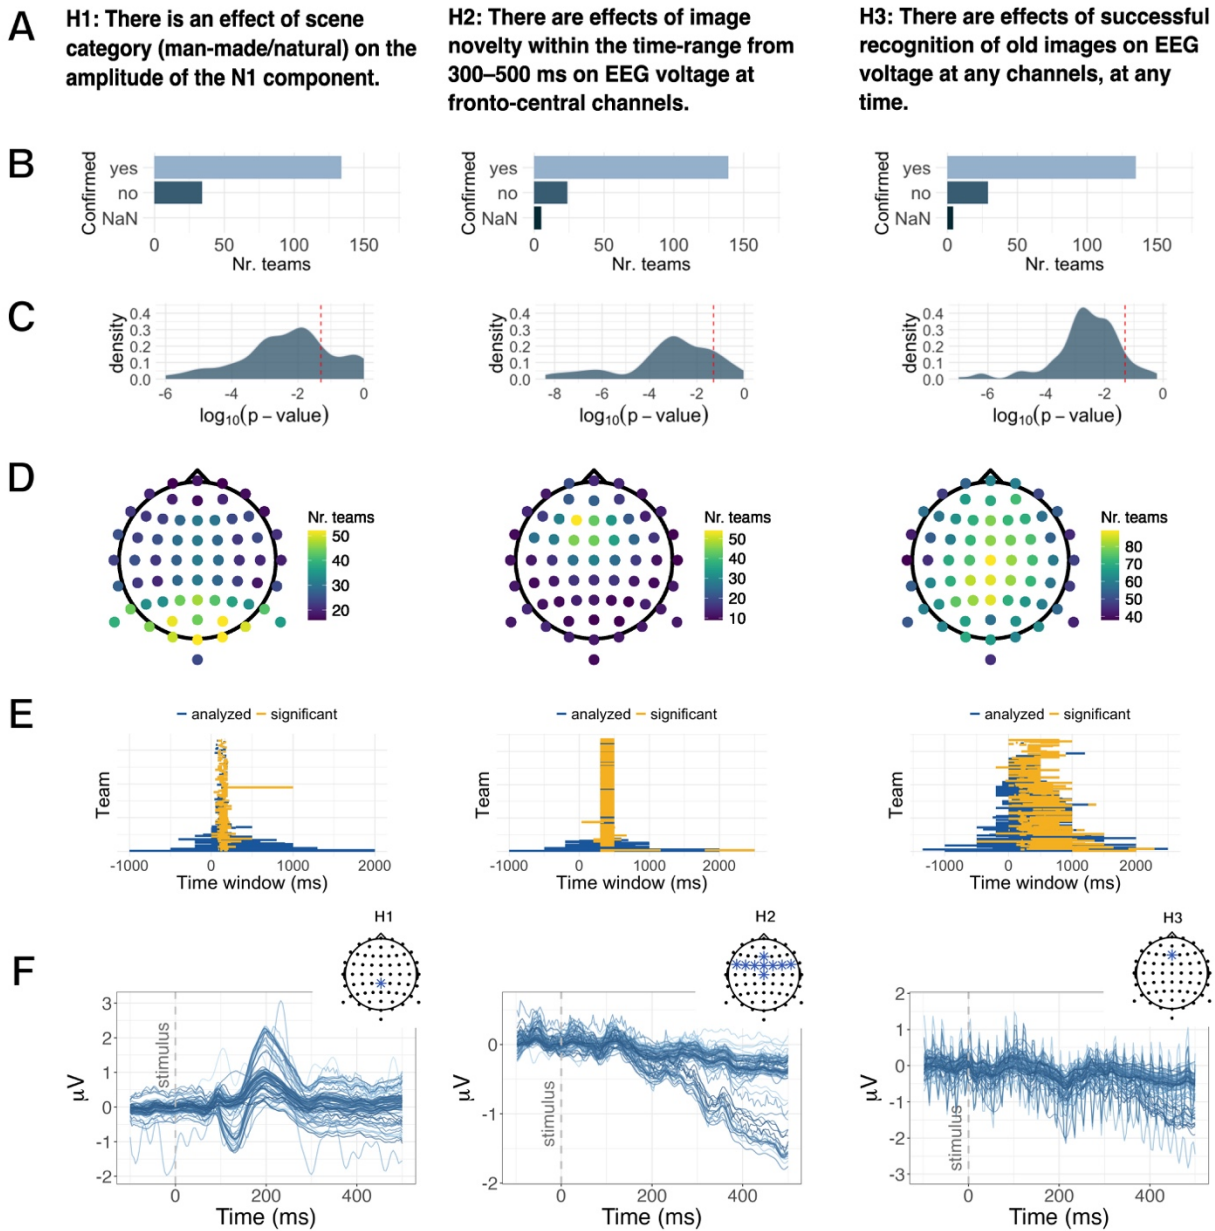 A
H1: There is an effect of scene
category (man-made/natural) on the
amplitude of the N1 component.
H2: There are effects of image
novelty within the time-range from
300–500 ms on EEG voltage at
fronto-central channels.
H3: There are effects of successful
recognition of old images on EEG
voltage at any channels, at any
time.
B
Confirmed
yes
no
NaN
0 50 100 150
Nr. teams
Confirmed
yes
no
NaN
0 50 100 150
Nr. teams
Confirmed
yes
no
NaN
0 50 100 150
Nr. teams
C
density
0.4
0.3
0.2
0.1
0.0
-6 -4 -2 0
log10(p − value)
density
0.4
0.3
0.2
0.1
0.0
-8 -6 -4 -2 0
log10(p − value)
density
0.4
0.3
0.2
0.1
0.0
-6 -4 -2 0
log10(p − value)
D
Nr. teams
50
40
30
20
Nr. teams
50
40
30
20
10
Nr. teams
80
70
60
50
40
E
analyzed significant
Team
-1000 0 1000 2000
Time window (ms)
analyzed significant
Team
-1000 0 1000 2000
Time window (ms)
analyzed significant
Team
-1000 0 1000 2000
Time window (ms)
F
H1
μV
3
2
1
0
-1
-2
stimulus
0 200 400
Time (ms)
H2
μV
0
-1
-2
stimulus
0 200 400
Time (ms)
H3
μV
2
1
0
-1
-2
-3
stimulus
0 200 400
Time (ms)